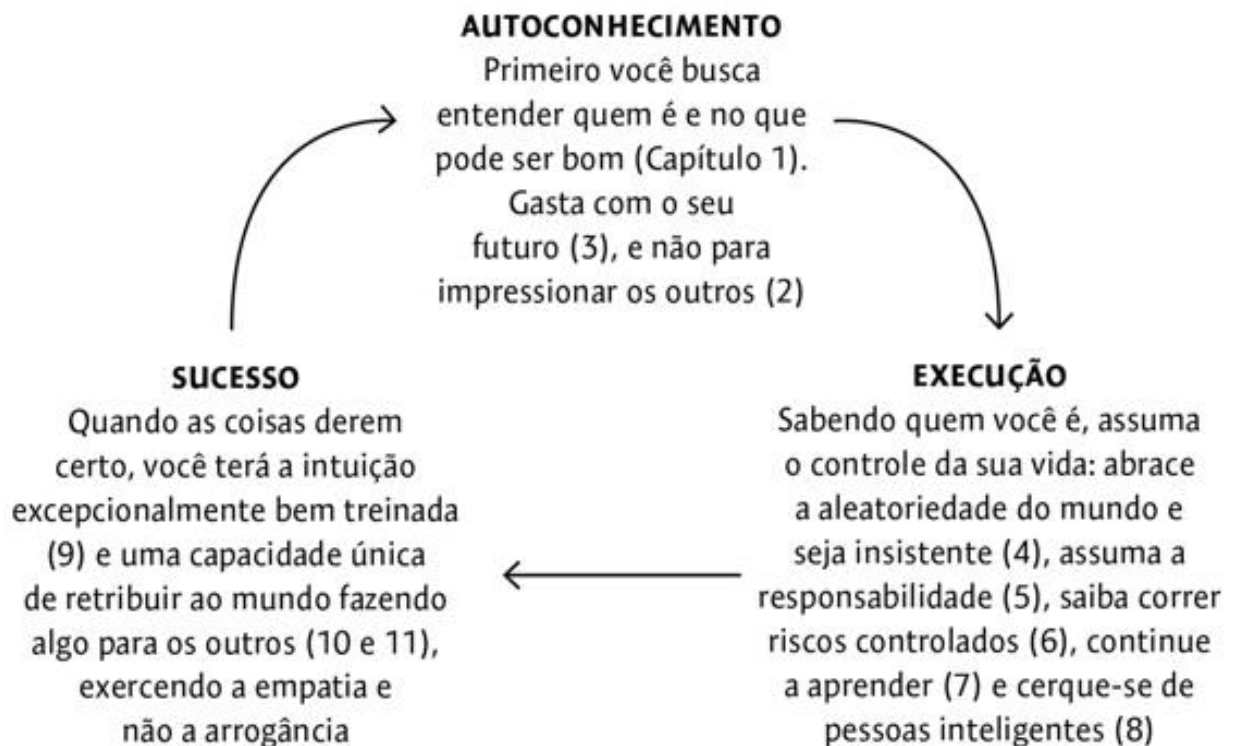 AUTOCONHECIMENTO
Primeiro você busca
entender quem é e no que
pode ser bom (Capítulo 1).
Gasta com o seu
futuro (3), e não para
impressionar os outros (2)
EXECUÇÃO
Sabendo quem você é, assuma
o controle da sua vida: abrace
a aleatoriedade do mundo e
seja insistente (4), assuma a
responsabilidade (5), saiba correr
riscos controlados (6), continue
a aprender (7) e cerque-se de
pessoas inteligentes (8)
SUCESSO
Quando as coisas derem
certo, você terá a intuição
excepcionalmente bem treinada
(9) e uma capacidade única
de retribuir ao mundo fazendo
algo para os outros (10 e 11),
exercendo a empatia e
não a arrogância